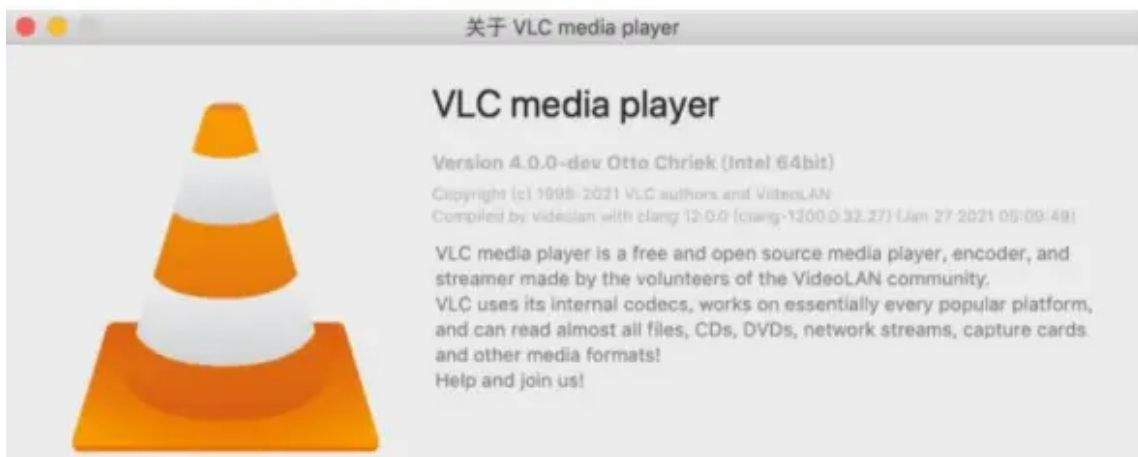 关于 VLC media player
VLC media player
Version 4.0.0-dev Otto Chriek (Intel 64bit)
Copyright (c) 1996-2021 VLC authors and VideoLAN
Compiled by videolan with clang 12.0.0 (clang-1200.0.32.27) (Jan 27 2021 05:09:49)
VLC media player is a free and open source media player, encoder, and
streamer made by the volunteers of the VideoLAN community.
VLC uses its internal codecs, works on essentially every popular platform,
and can read almost all files, CDs, DVDs, network streams, capture cards
and other media formats!
Help and join us!